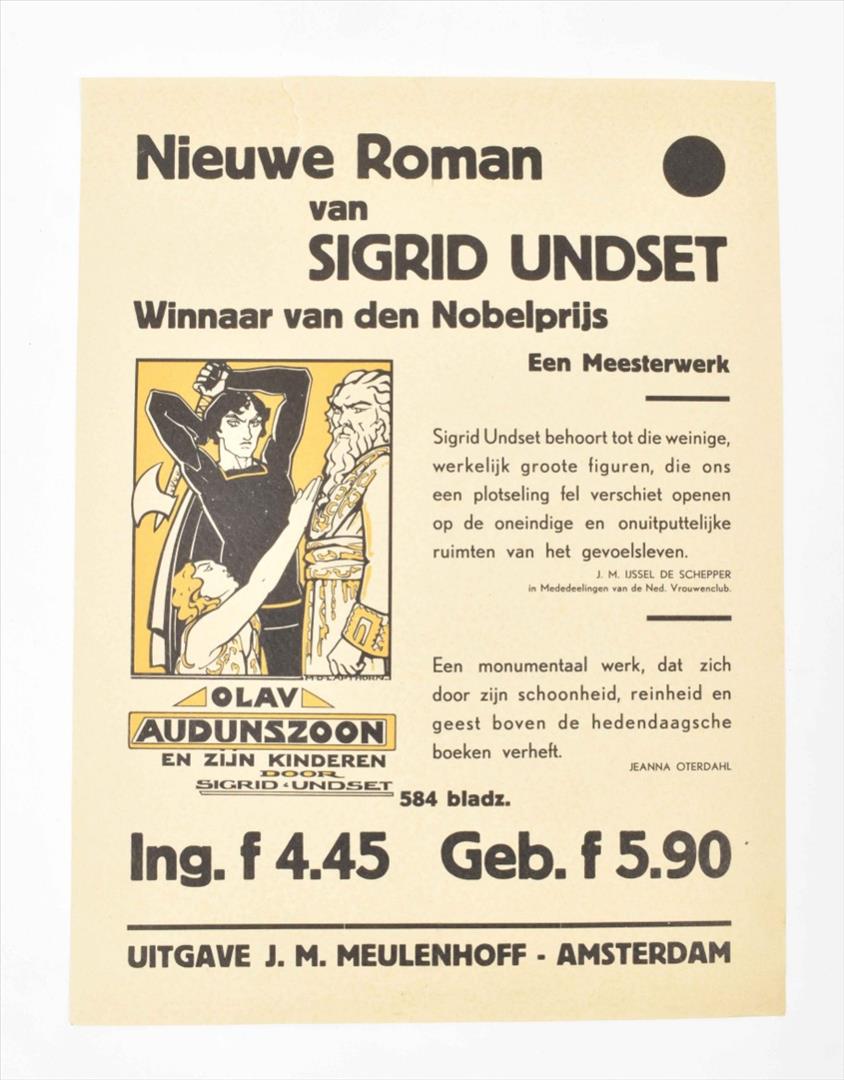 Nieuwe Roman
van
SIGRID UNDSET
Winnaar van den Nobelprijs
Een Meesterwerk
Sigrid Undset behoort tot die weinige,
werkelijk groote figuren, die ons
een plotseling fel verschiet openen
op de oneindige en onuitputtelijke
ruimten van het gevoelsleven.
J. M. IJSSEL DE SCHEPPER
in Mededeelingen van de Ned. Vrouwenclub.
Een monumentaal werk, dat zich
door zijn schoonheid, reinheid en
geest boven de hedendaagsche
boeken verheft.
JEANNA OTERDAHL
OLAV
AUDUNSZOON
EN ZIJN KINDEREN
DOOR
SIGRID UNDSET
584 bladz.
Ing. f 4.45 Geb. f 5.90
UITGAVE J. M. MEULENHOFF - AMSTERDAM